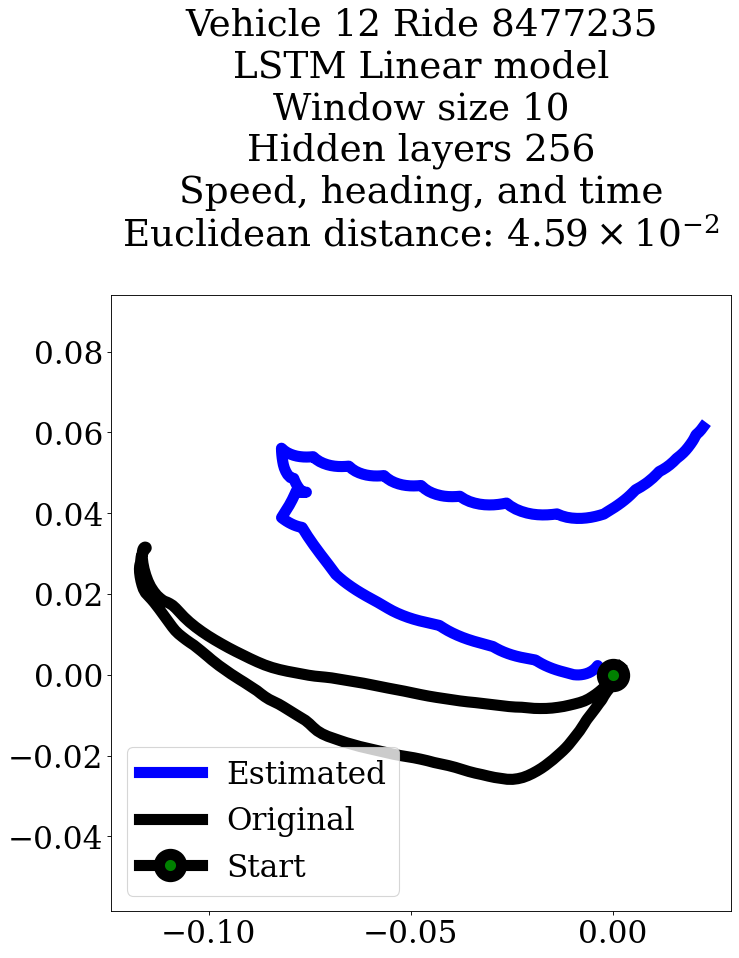 Vehicle 12 Ride 8477235
LSTM Linear model
Window size 10
Hidden layers 256
Speed, heading, and time
Euclidean distance: 4.59 × 10⁻²
0.08
0.06
0.04
0.02
0.00
−0.02
−0.04
Estimated
Original
Start
−0.10 −0.05 0.00